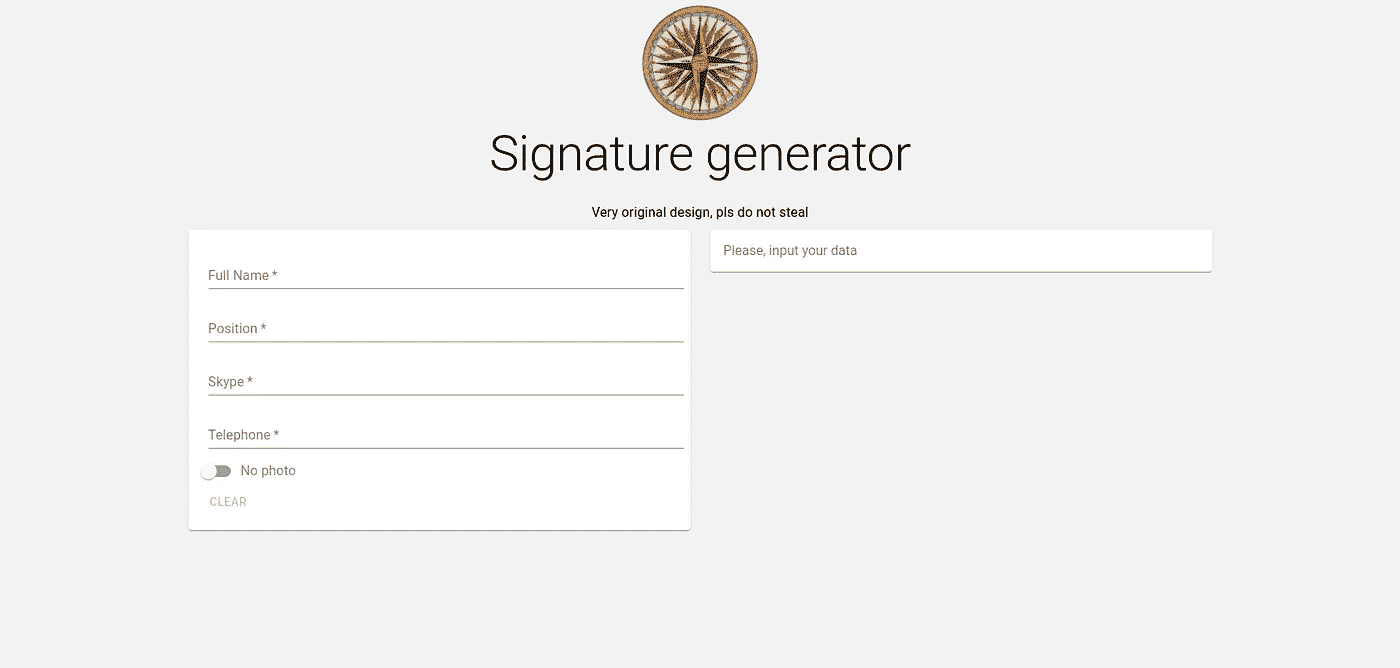 Signature generator
Very original design, pls do not steal
Full Name *
Position *
Skype *
Telephone *
No photo
CLEAR
Please, input your data